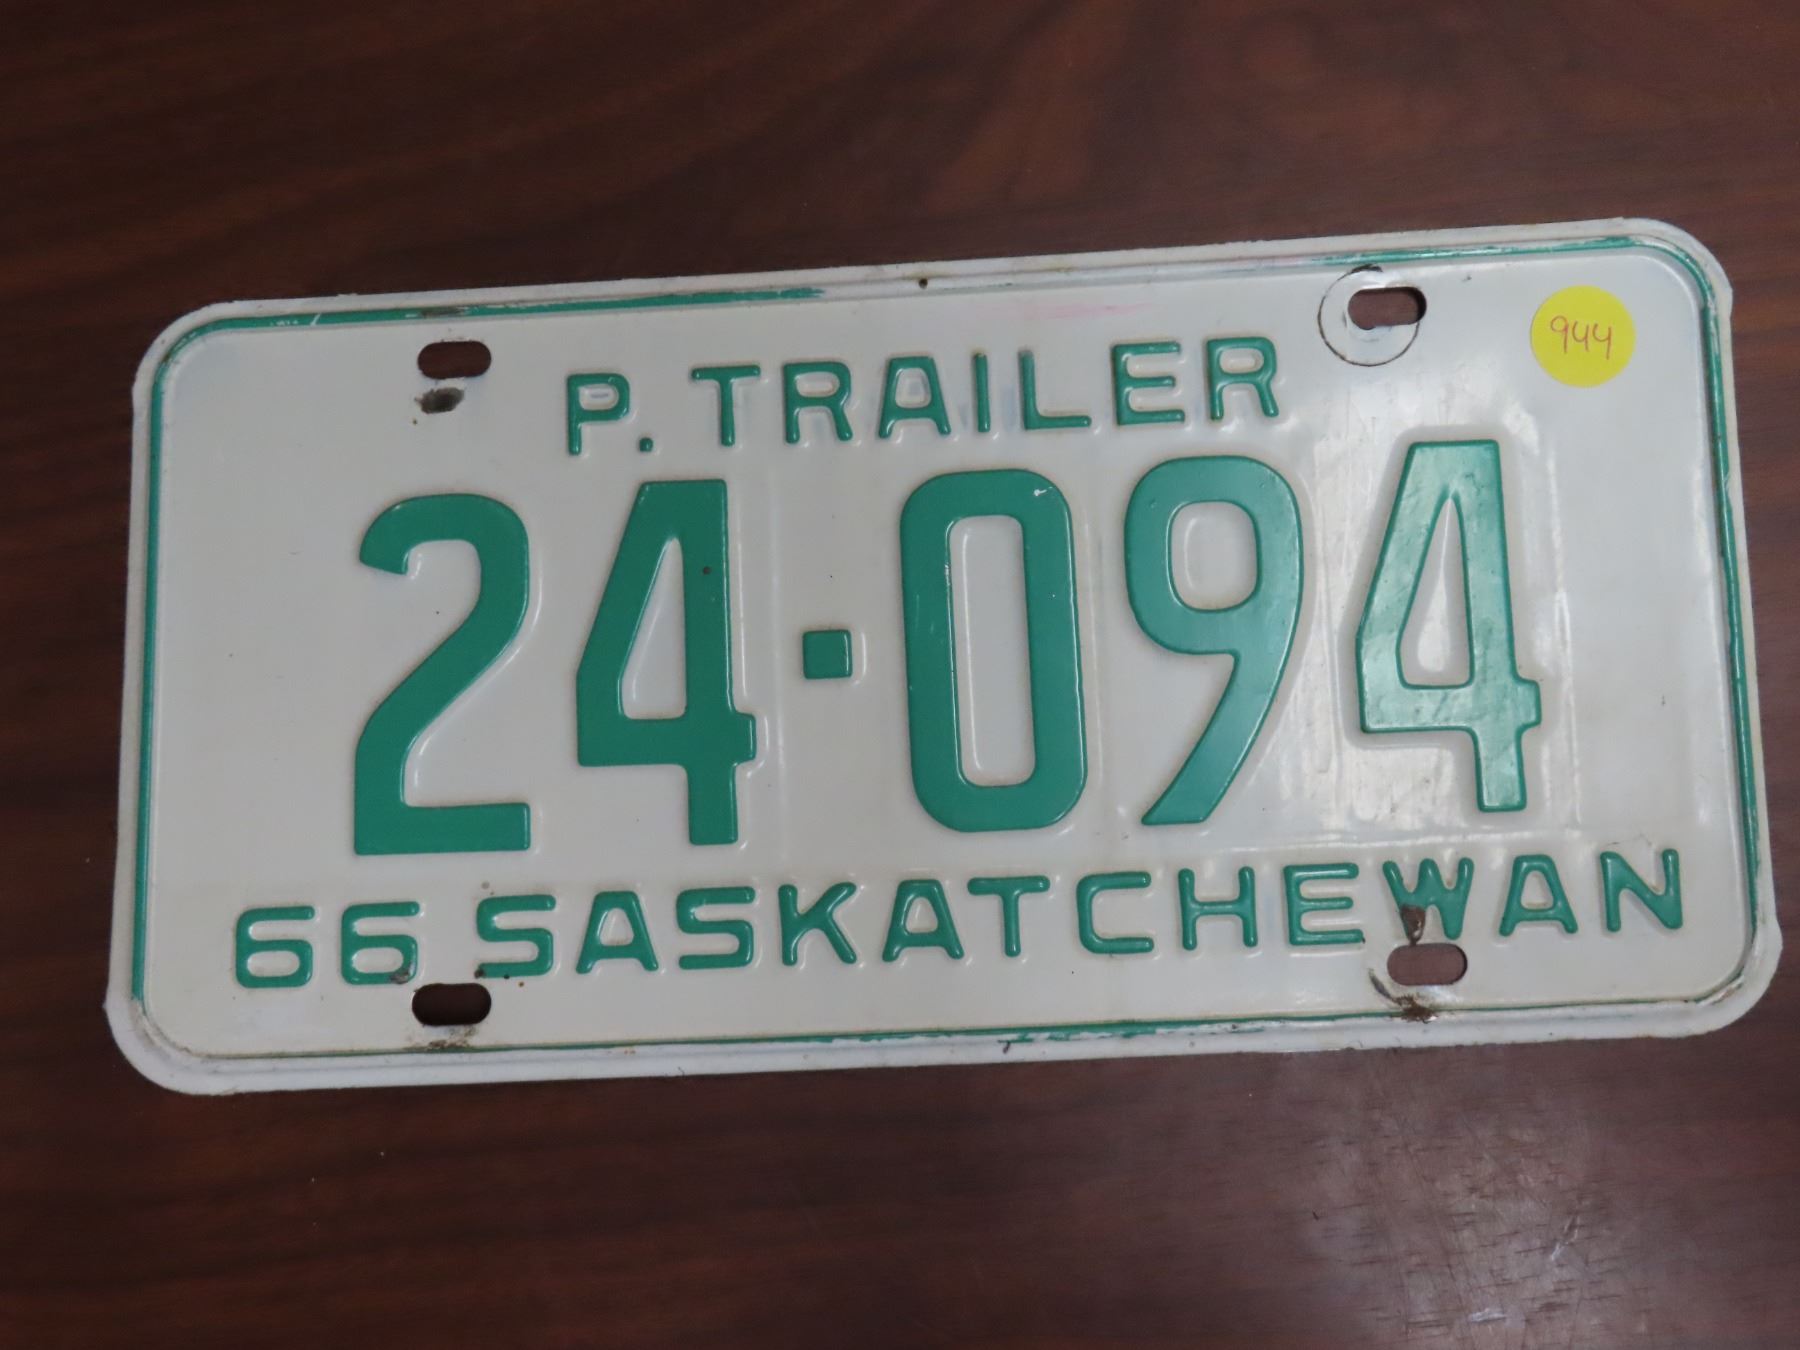 P. TRAILER
944
24-094
66 SASKATCHEWAN